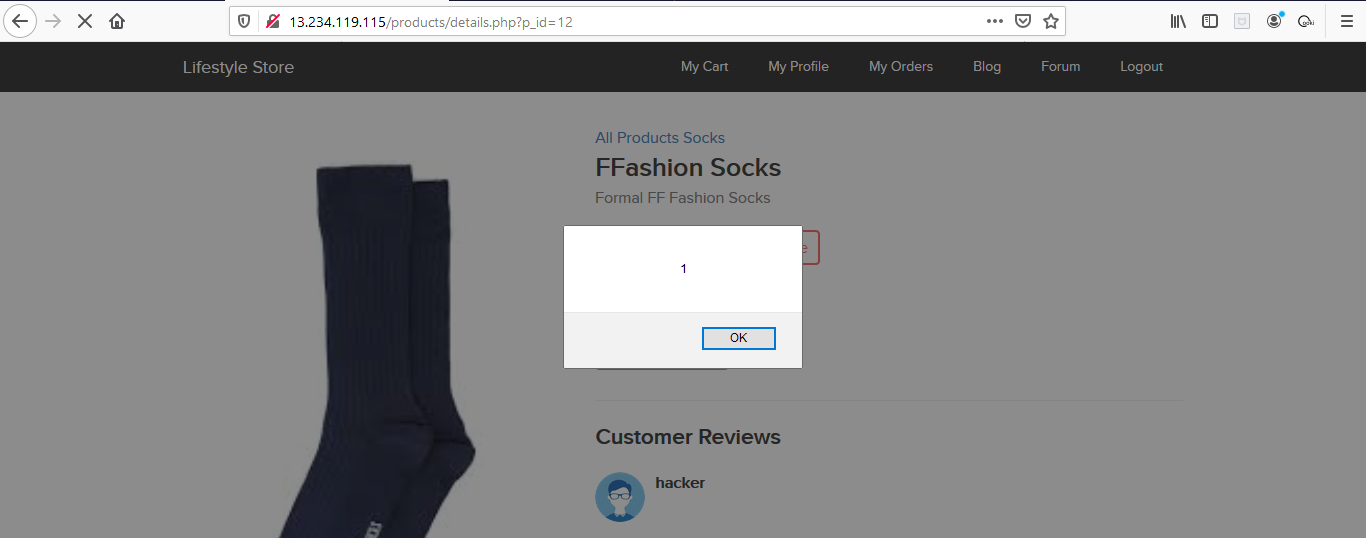 13.234.119.115/products/details.php?p_id=12
Lifestyle Store
My Cart
My Profile
My Orders
Blog
Forum
Logout
All Products Socks
FFashion Socks
Formal FF Fashion Socks
1
OK
Customer Reviews
hacker